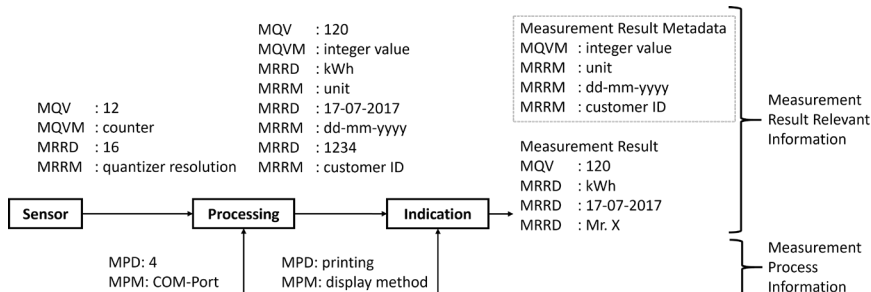 MQV : 12
MQVM : counter
MRRD : 16
MRRM : quantizer resolution
MQV : 120
MQVM : integer value
MRRD : kWh
MRRM : unit
MRRD : 17-07-2017
MRRM : dd-mm-yyyy
MRRD : 1234
MRRM : customer ID
Measurement Result Metadata
MQVM : integer value
MRRM : unit
MRRM : dd-mm-yyyy
MRRM : customer ID
Measurement Result
MQV : 120
MRRD : kWh
MRRD : 17-07-2017
MRRD : Mr. X
Measurement
Result Relevant
Information
Sensor
Processing
Indication
MPD: 4
MPM: COM-Port
MPD: printing
MPM: display method
Measurement
Process
Information